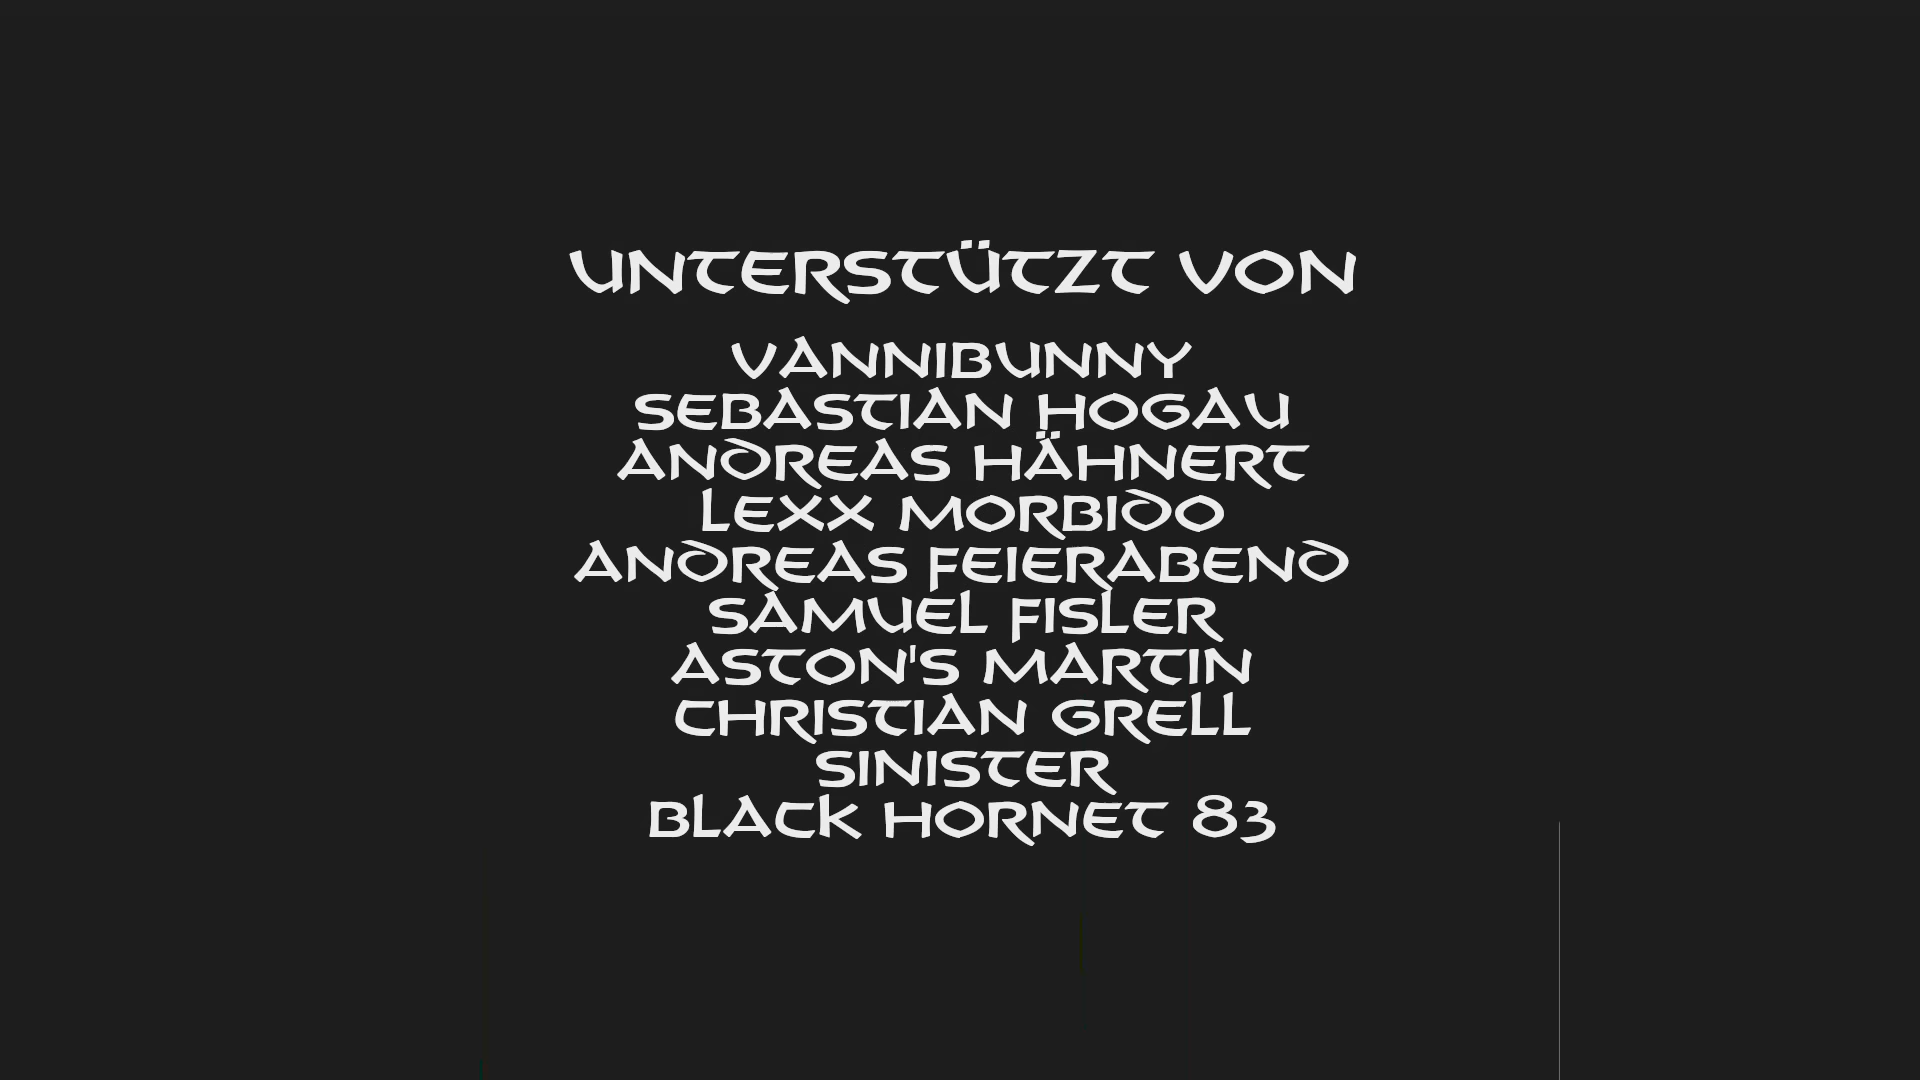 UNTERSTÜTZT VON
VANNIBUNNY
SEBASTIAN HOGAU
ANDREAS HÄHNERT
LEXX MORBIDO
ANDREAS FEIERABEND
SAMUEL FISLER
ASTON'S MARTIN
CHRISTIAN GRELL
SINISTER
BLACK HORNET 83